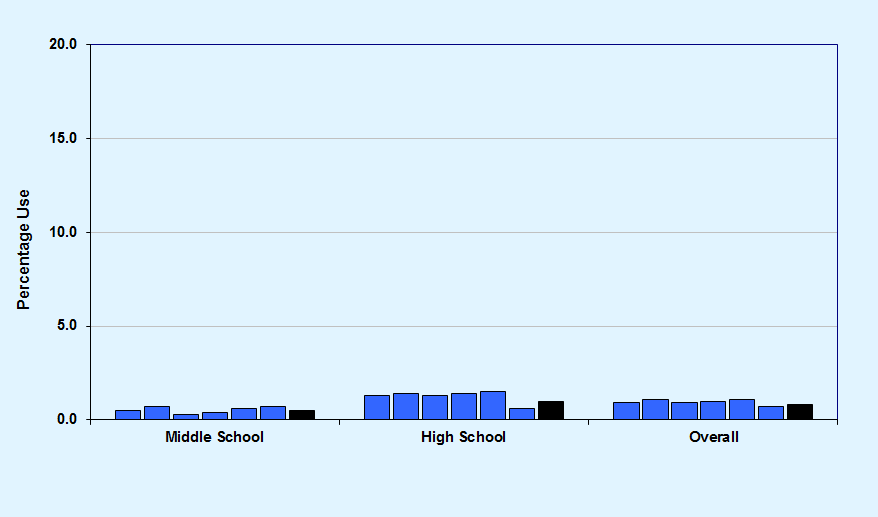 20.0
15.0
10.0
5.0
0.0
Percentage Use
Middle School
High School
Overall